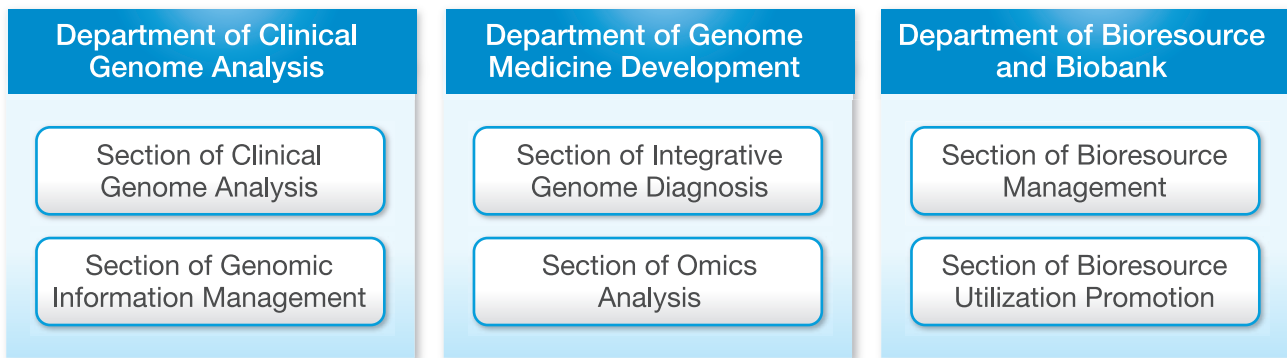 Department of Clinical
Genome Analysis
Section of Clinical
Genome Analysis
Section of Genomic
Information Management
Department of Genome
Medicine Development
Section of Integrative
Genome Diagnosis
Section of Omics
Analysis
Department of Bioresource
and Biobank
Section of Bioresource
Management
Section of Bioresource
Utilization Promotion